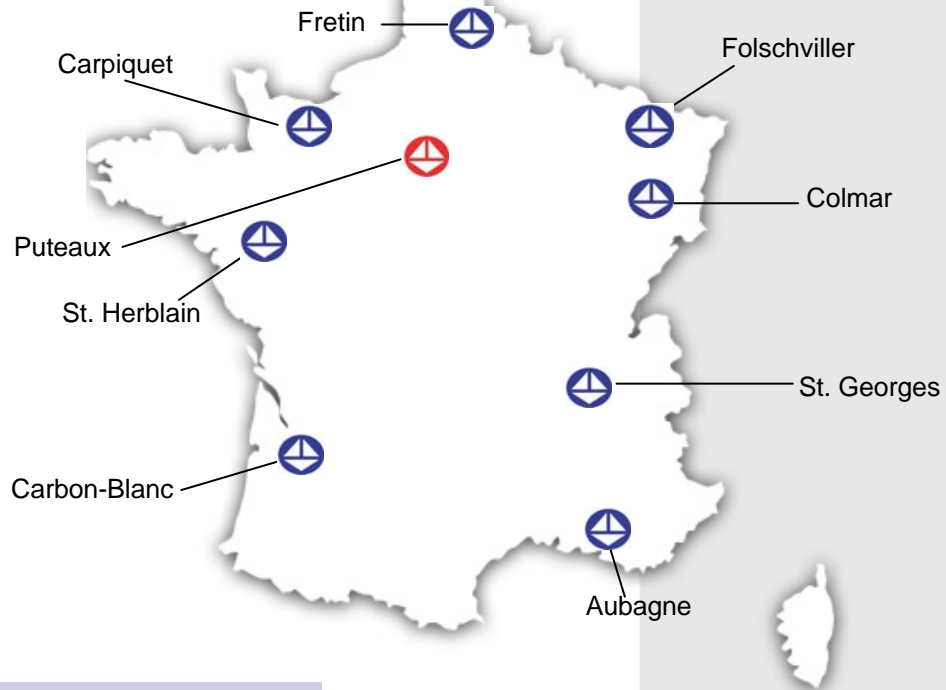 Fretin
Folschviller
Carpiquet
Colmar
Puteaux
St. Herblain
St. Georges
Carbon-Blanc
Aubagne